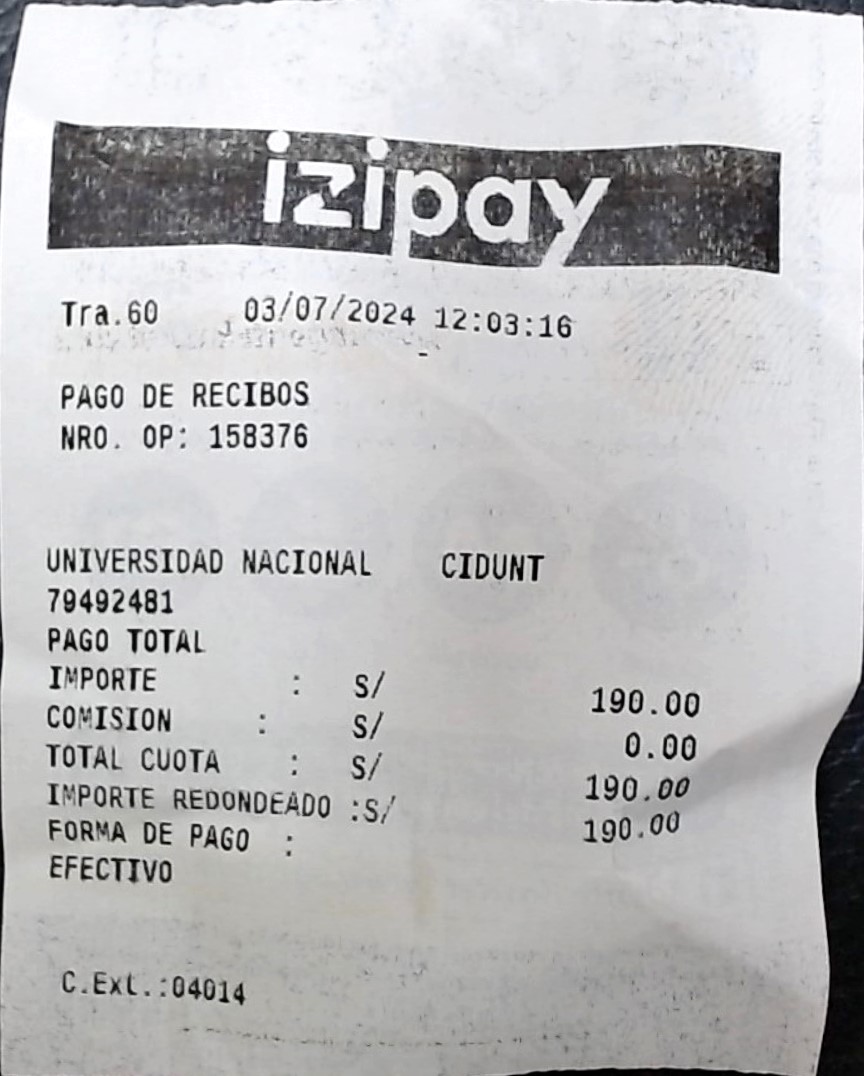 izipay
Tra.60 03/07/2024 12:03:16
PAGO DE RECIBOS
NRO. OP: 158376
UNIVERSIDAD NACIONAL CIDUNT
79492481
PAGO TOTAL
IMPORTE : S/ 190.00
COMISION : S/ 0.00
TOTAL CUOTA : S/ 190.00
IMPORTE REDONDEADO :S/ 190.00
FORMA DE PAGO :
EFECTIVO
C.Ext.:04014